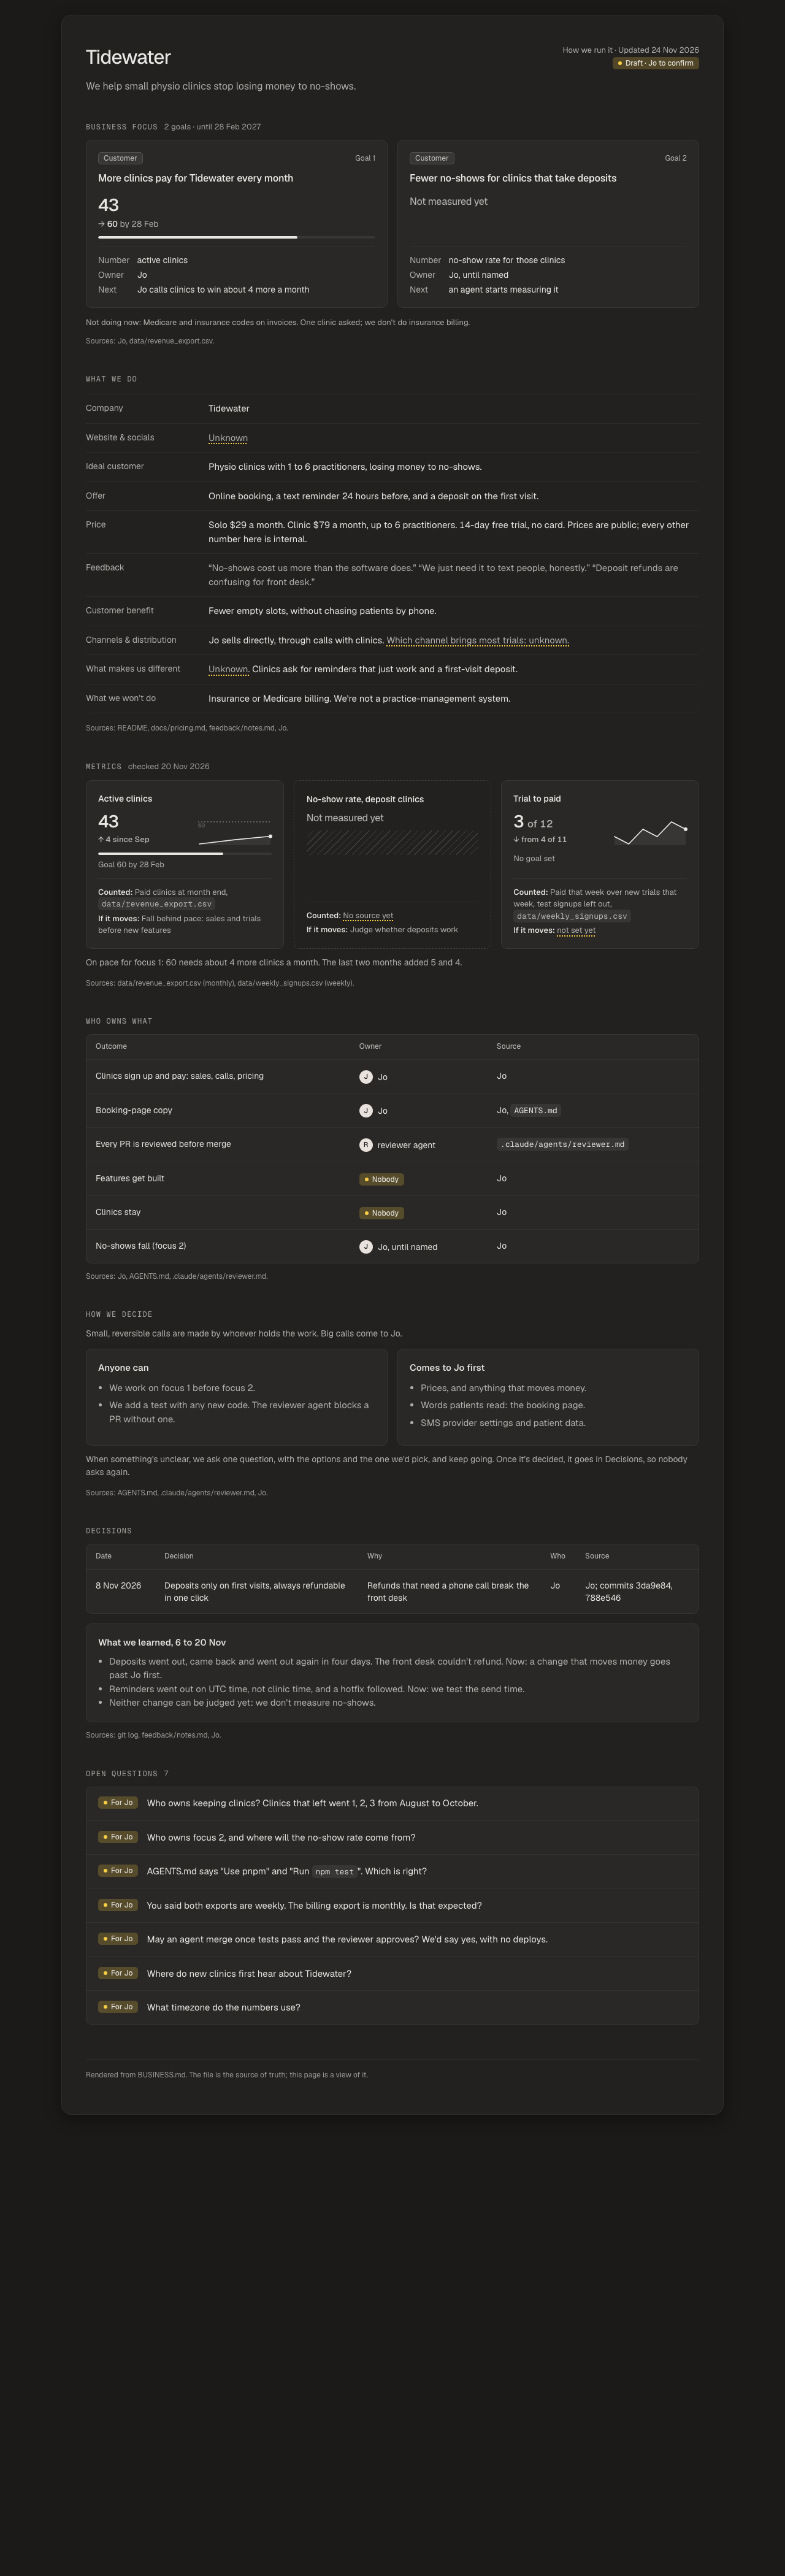 Tidewater
How we run it · Updated 24 Nov 2026
Draft · Jo to confirm
We help small physio clinics stop losing money to no-shows.
BUSINESS FOCUS 2 goals · until 28 Feb 2027
Customer
Goal 1
More clinics pay for Tidewater every month
43
→ 60 by 28 Feb
Number active clinics
Owner Jo
Next Jo calls clinics to win about 4 more a month
Customer
Goal 2
Fewer no-shows for clinics that take deposits
Not measured yet
Number no-show rate for those clinics
Owner Jo, until named
Next an agent starts measuring it
Not doing now: Medicare and insurance codes on invoices. One clinic asked; we don't do insurance billing.
Sources: Jo, data/revenue_export.csv.
WHAT WE DO
Company Tidewater
Website & socials Unknown
Ideal customer Physio clinics with 1 to 6 practitioners, losing money to no-shows.
Offer Online booking, a text reminder 24 hours before, and a deposit on the first visit.
Price Solo $29 a month. Clinic $79 a month, up to 6 practitioners. 14-day free trial, no card. Prices are public; every other
number here is internal.
Feedback "No-shows cost us more than the software does." "We just need it to text people, honestly." "Deposit refunds are
confusing for front desk."
Customer benefit Fewer empty slots, without chasing patients by phone.
Channels & distribution Jo sells directly, through calls with clinics. Which channel brings most trials: unknown.
What makes us different Unknown. Clinics ask for reminders that just work and a first-visit deposit.
What we won't do Insurance or Medicare billing. We're not a practice-management system.
Sources: README, docs/pricing.md, feedback/notes.md, Jo.
METRICS checked 20 Nov 2026
Active clinics
43
↑ 4 since Sep
60
Goal 60 by 28 Feb
Counted: Paid clinics at month end,
data/revenue_export.csv
If it moves: Fall behind pace: sales and trials
before new features
No-show rate, deposit clinics
Not measured yet
Counted: No source yet
If it moves: Judge whether deposits work
Trial to paid
3 of 12
↓ from 4 of 11
No goal set
Counted: Paid that week over new trials that
week, test signups left out,
data/weekly_signups.csv
If it moves: not set yet
On pace for focus 1: 60 needs about 4 more clinics a month. The last two months added 5 and 4.
Sources: data/revenue_export.csv (monthly), data/weekly_signups.csv (weekly).
WHO OWNS WHAT
Outcome Owner Source
Clinics sign up and pay: sales, calls, pricing J Jo Jo
Booking-page copy J Jo Jo, AGENTS.md
Every PR is reviewed before merge R reviewer agent .claude/agents/reviewer.md
Features get built Nobody Jo
Clinics stay Nobody Jo
No-shows fall (focus 2) J Jo, until named Jo
Sources: Jo, AGENTS.md, .claude/agents/reviewer.md.
HOW WE DECIDE
Small, reversible calls are made by whoever holds the work. Big calls come to Jo.
Anyone can
• We work on focus 1 before focus 2.
• We add a test with any new code. The reviewer agent blocks a
PR without one.
Comes to Jo first
• Prices, and anything that moves money.
• Words patients read: the booking page.
• SMS provider settings and patient data.
When something's unclear, we ask one question, with the options and the one we'd pick, and keep going. Once it's decided, it goes in Decisions, so nobody
asks again.
Sources: AGENTS.md, .claude/agents/reviewer.md, Jo.
DECISIONS
Date Decision Why Who Source
8 Nov 2026 Deposits only on first visits, always refundable
in one click
Refunds that need a phone call break the
front desk
Jo
Jo; commits 3da9e84,
788e546
What we learned, 6 to 20 Nov
• Deposits went out, came back and went out again in four days. The front desk couldn't refund. Now: a change that moves money goes
past Jo first.
• Reminders went out on UTC time, not clinic time, and a hotfix followed. Now: we test the send time.
• Neither change can be judged yet: we don't measure no-shows.
Sources: git log, feedback/notes.md, Jo.
OPEN QUESTIONS 7
For Jo Who owns keeping clinics? Clinics that left went 1, 2, 3 from August to October.
For Jo Who owns focus 2, and where will the no-show rate come from?
For Jo AGENTS.md says "Use pnpm" and "Run npm test". Which is right?
For Jo You said both exports are weekly. The billing export is monthly. Is that expected?
For Jo May an agent merge once tests pass and the reviewer approves? We'd say yes, with no deploys.
For Jo Where do new clinics first hear about Tidewater?
For Jo What timezone do the numbers use?
Rendered from BUSINESS.md. The file is the source of truth; this page is a view of it.